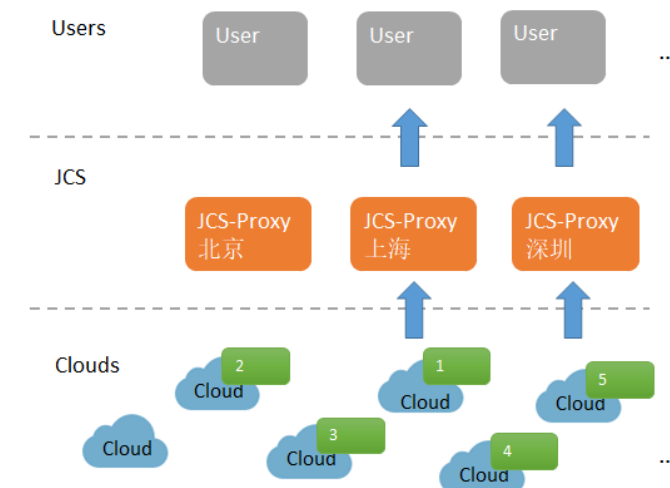 Users
User
User
User
...
JCS
JCS-Proxy
北京
JCS-Proxy
上海
JCS-Proxy
深圳
Clouds
2
Cloud
1
Cloud
5
Cloud
Cloud
3
Cloud
4
Cloud
...